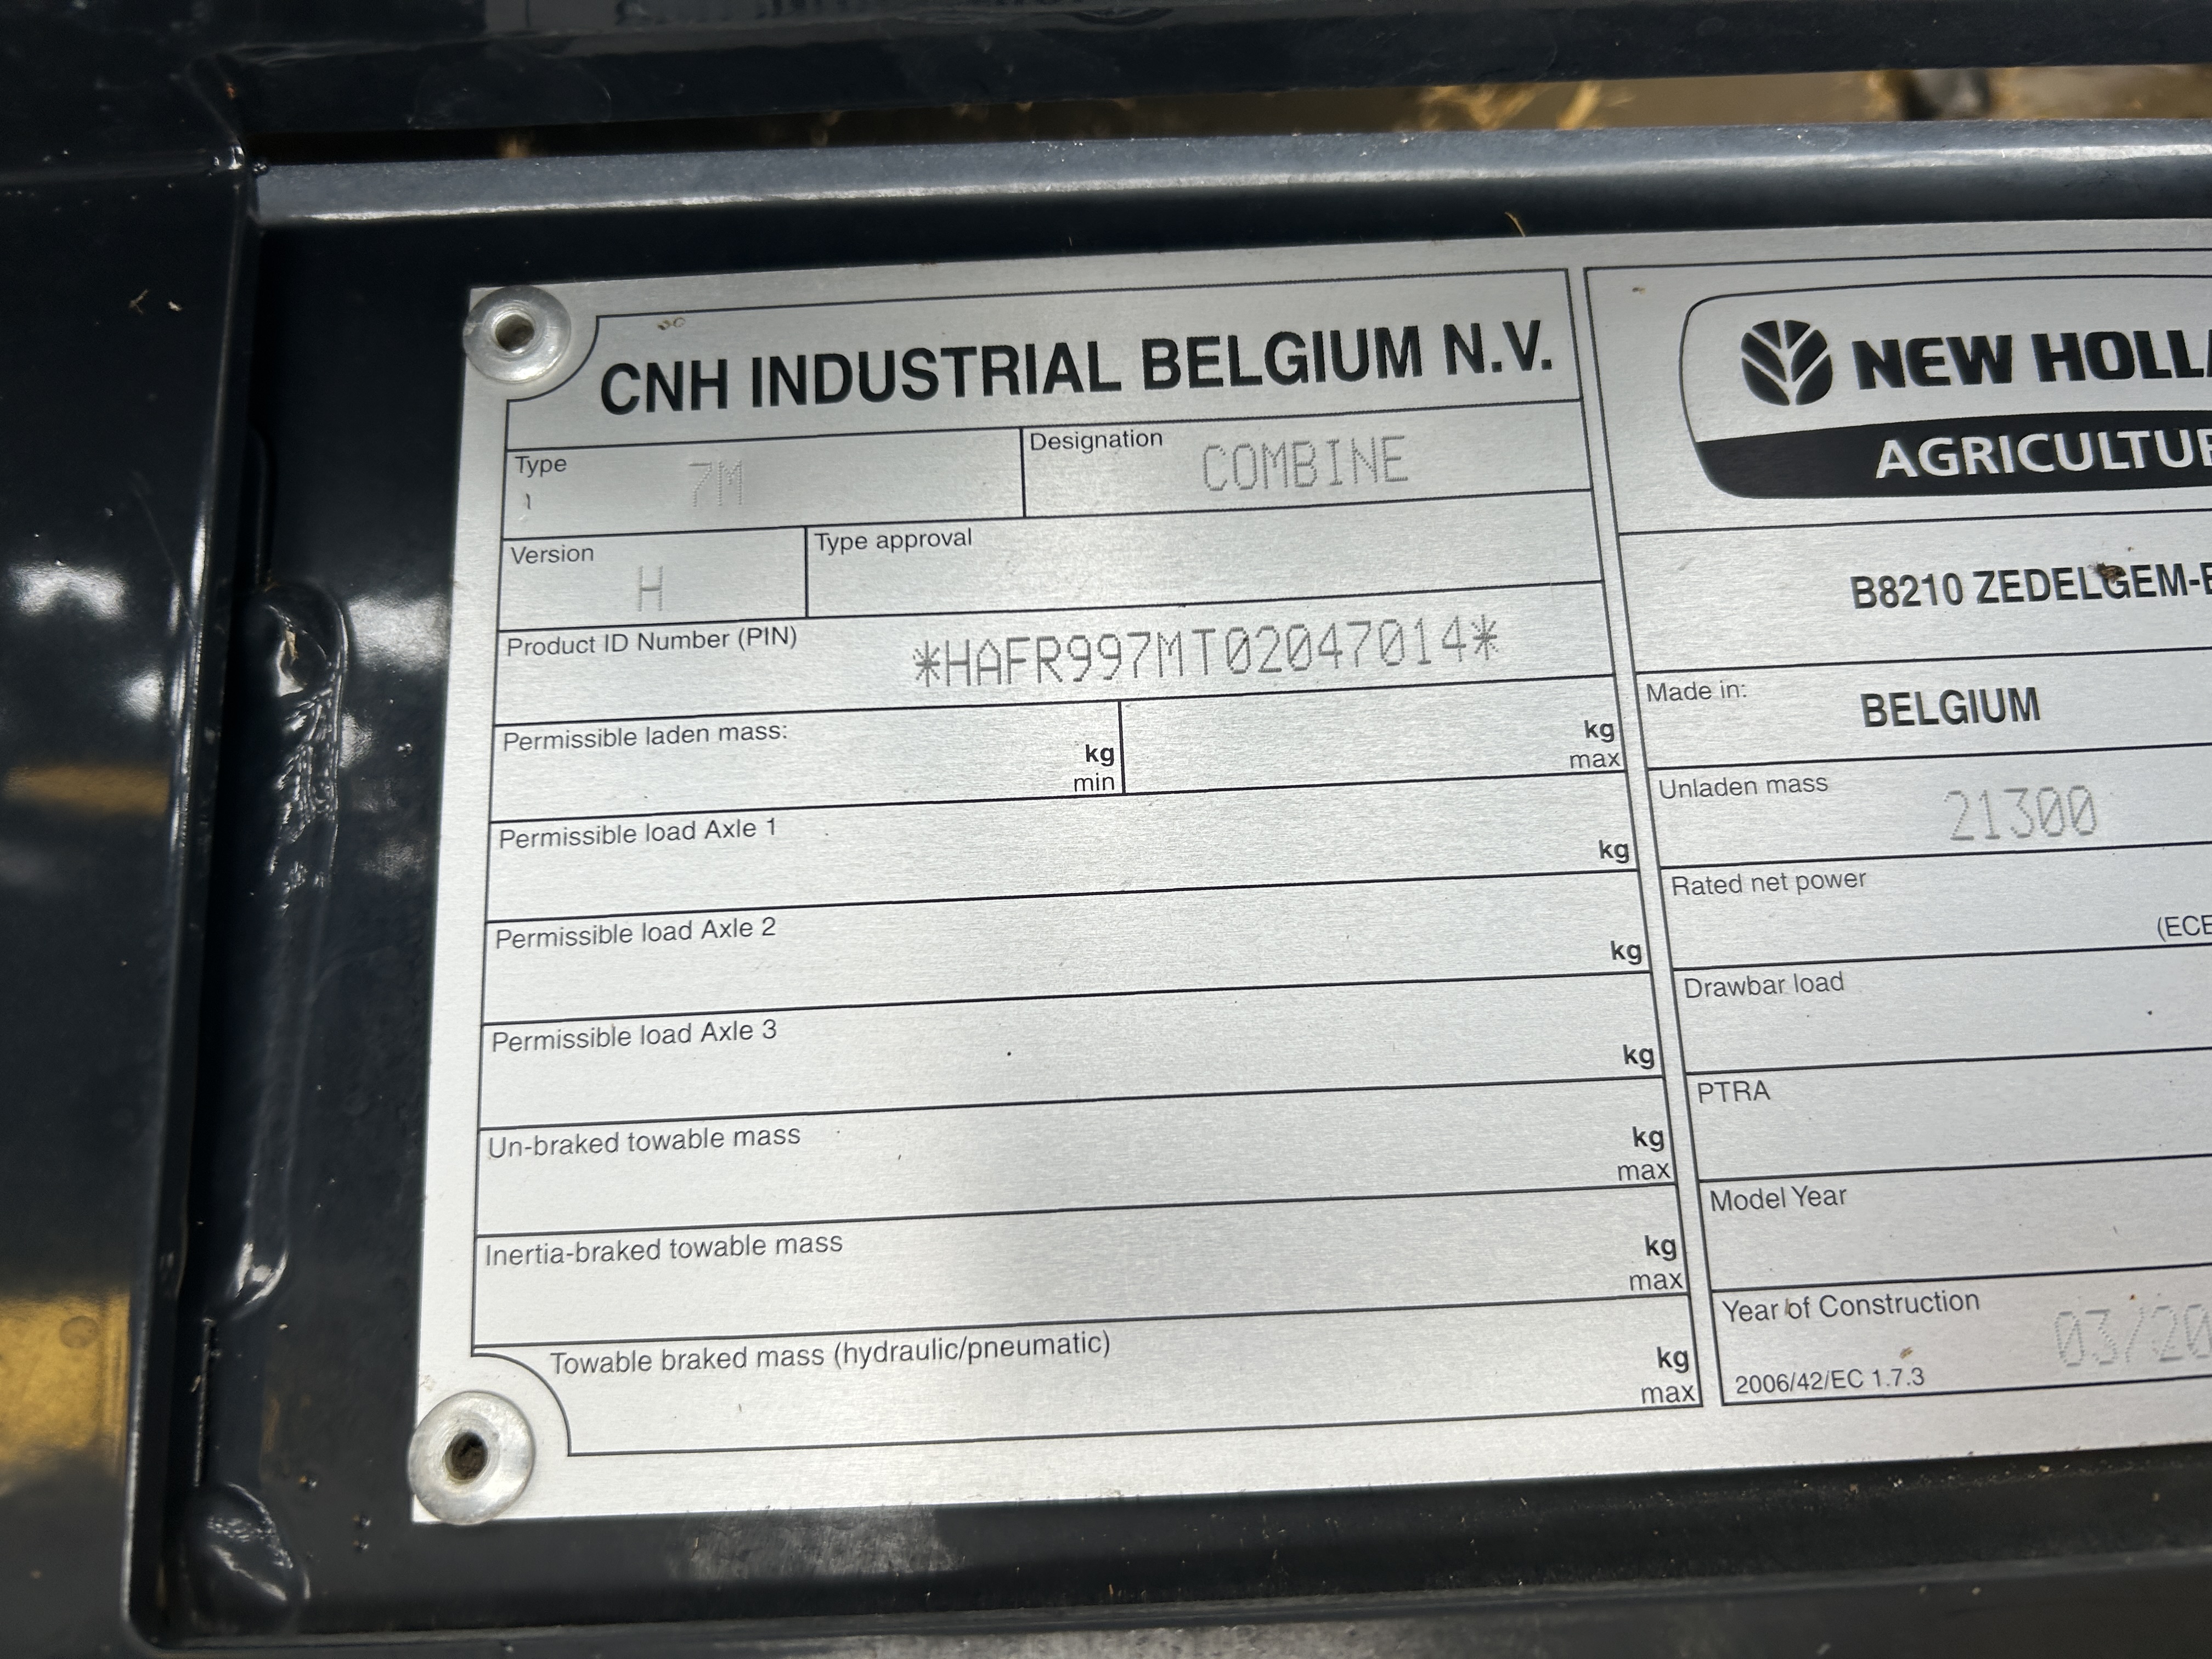 CNH INDUSTRIAL BELGIUM N.V.
Type 7M
Designation COMBINE
Version H
Type approval
Product ID Number (PIN) *HAFR997MT02047014*
Permissible laden mass: kg min kg max
Permissible load Axle 1 kg
Permissible load Axle 2 kg
Permissible load Axle 3 kg
Un-braked towable mass kg max
Inertia-braked towable mass kg max
Towable braked mass (hydraulic/pneumatic) kg max
NEW HOLLA
AGRICULTUR
B8210 ZEDELGEM-B
Made in: BELGIUM
Unladen mass 21300
Rated net power
(ECE
Drawbar load
PTRA
Model Year
Year of Construction 03/20
2006/42/EC 1.7.3